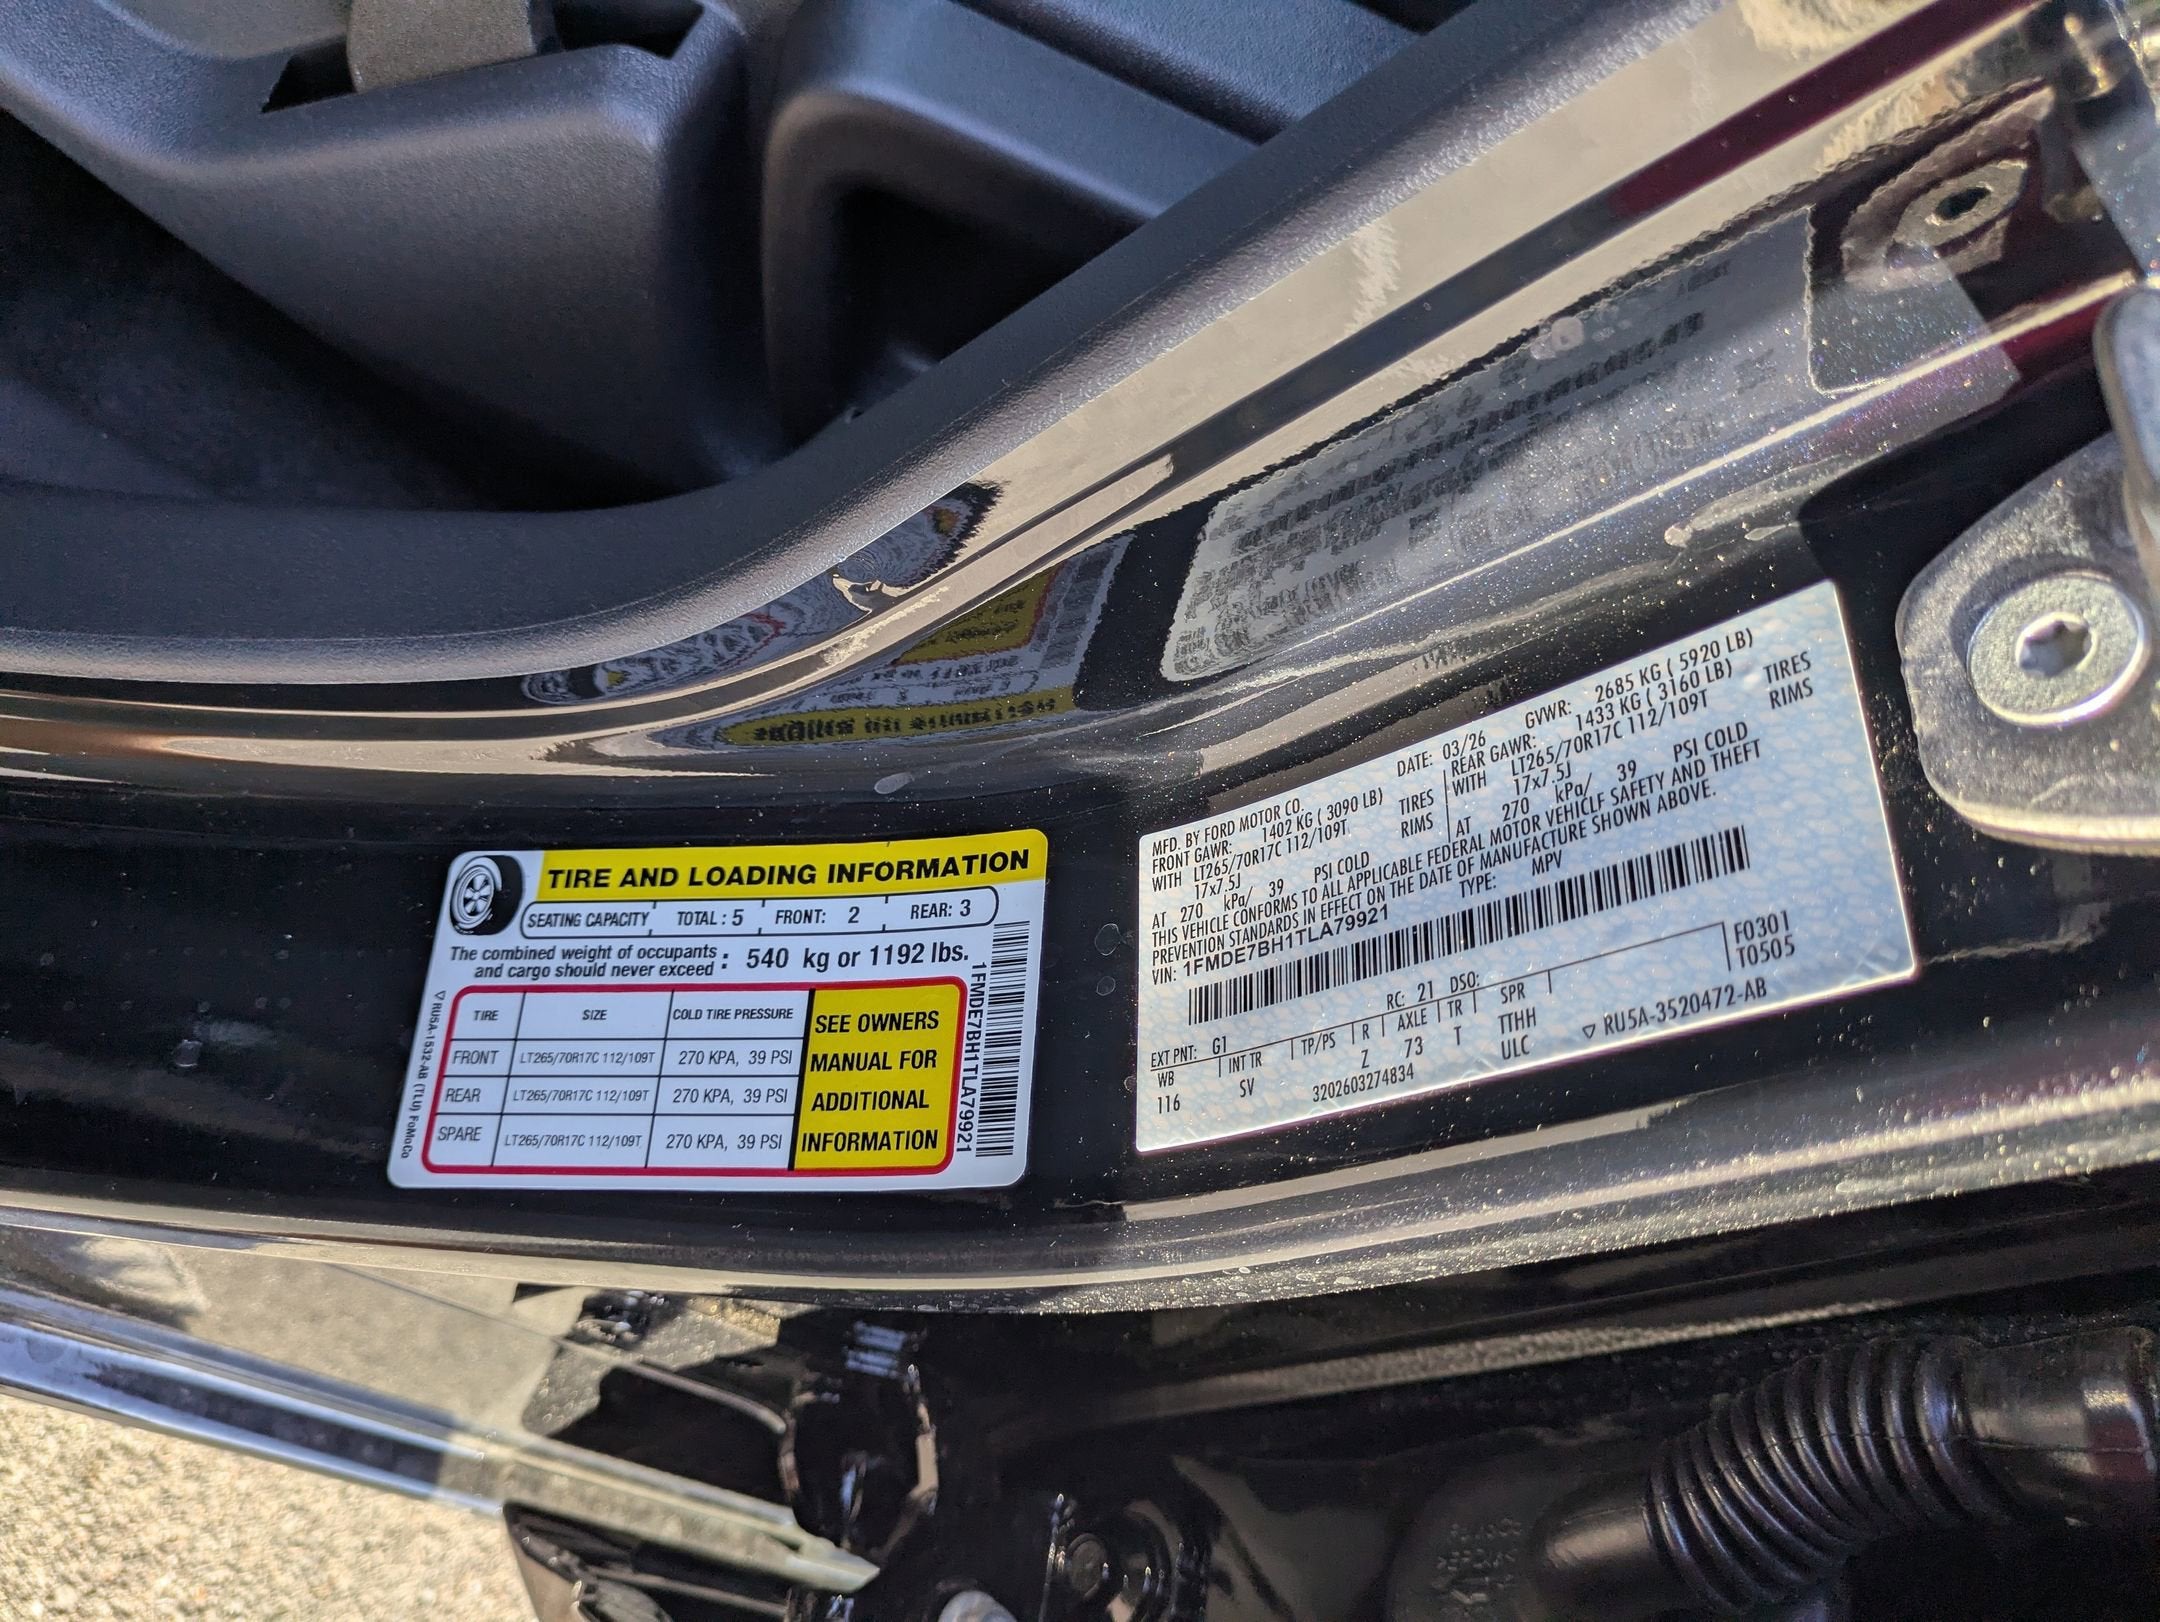 TIRE AND LOADING INFORMATION
SEATING CAPACITY TOTAL : 5 FRONT: 2 REAR: 3
The combined weight of occupants and cargo should never exceed : 540 kg or 1192 lbs.
TIRE SIZE COLD TIRE PRESSURE
FRONT LT265/70R17C 112/109T 270 KPA, 39 PSI
REAR LT265/70R17C 112/109T 270 KPA, 39 PSI
SPARE LT265/70R17C 112/109T 270 KPA, 39 PSI
SEE OWNERS
MANUAL FOR
ADDITIONAL
INFORMATION
1FMDE7BH1TLA79921
RU5A-1532-AB (TLU) FoMoCo
MFD. BY FORD MOTOR CO. DATE: 03/26 GVWR: 2685 KG ( 5920 LB)
FRONT GAWR: 1402 KG ( 3090 LB) REAR GAWR: 1433 KG ( 3160 LB)
WITH LT265/70R17C 112/109T TIRES WITH LT265/70R17C 112/109T TIRES
17x7.5J RIMS 17x7.5J RIMS
AT 270 kPa/ 39 PSI COLD AT 270 kPa/ 39 PSI COLD
THIS VEHICLE CONFORMS TO ALL APPLICABLE FEDERAL MOTOR VEHICLE SAFETY AND THEFT
PREVENTION STANDARDS IN EFFECT ON THE DATE OF MANUFACTURE SHOWN ABOVE.
VIN: 1FMDE7BH1TLA79921 TYPE: MPV
F0301
T0505
EXT PNT: G1 RC: 21 DSO:
WB INT TR TP/PS R AXLE TR SPR
116 SV Z 73 T TTHH
ULC
3202603274834
RU5A-3520472-AB